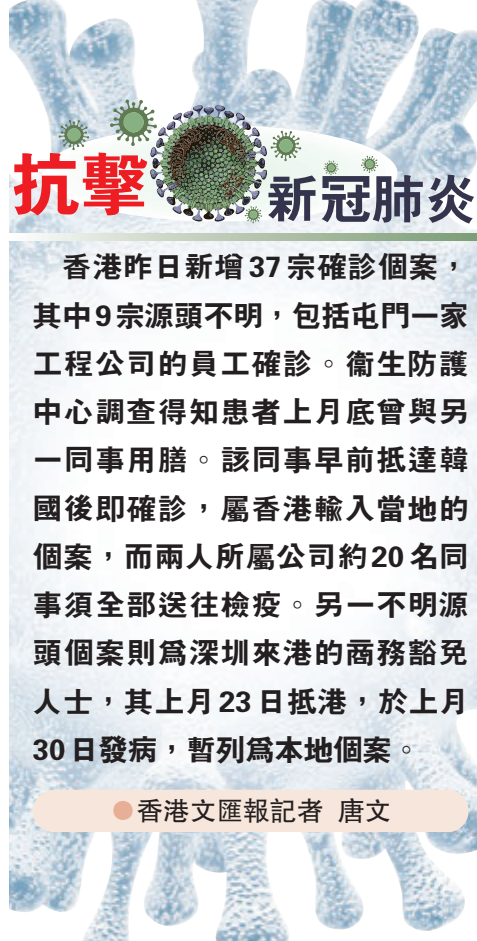 抗擊
新冠肺炎
香港昨日新增37宗確診個案，
其中9宗源頭不明，包括屯門一家
工程公司的員工確診。衞生防護
中心調查得知患者上月底曾與另
一同事用膳。該同事早前抵達韓
國後即確診，屬香港輸入當地的
個案，而兩人所屬公司約20名同
事須全部送往檢疫。另一不明源
頭個案則爲深圳來港的商務豁免
人士，其上月23日抵港，於上月
30日發病，暫列爲本地個案。
●香港文匯報記者 唐文